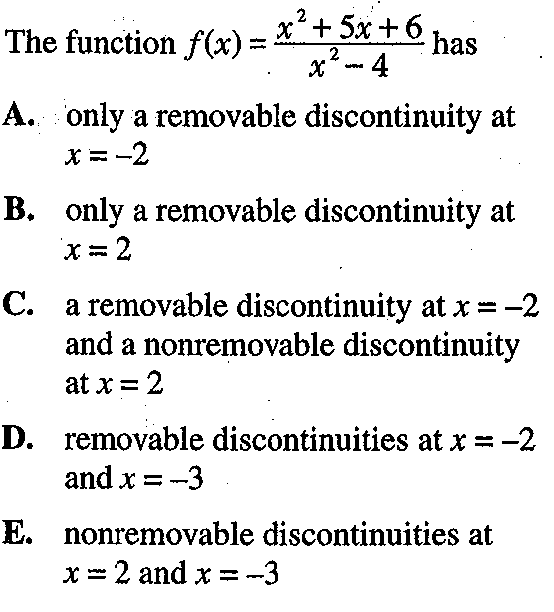 The function f(x) = \frac{x^2 + 5x + 6}{x^2 - 4} has
A. only a removable discontinuity at
x = -2
B. only a removable discontinuity at
x = 2
C. a removable discontinuity at x = -2
and a nonremovable discontinuity
at x = 2
D. removable discontinuities at x = -2
and x = -3
E. nonremovable discontinuities at
x = 2 and x = -3